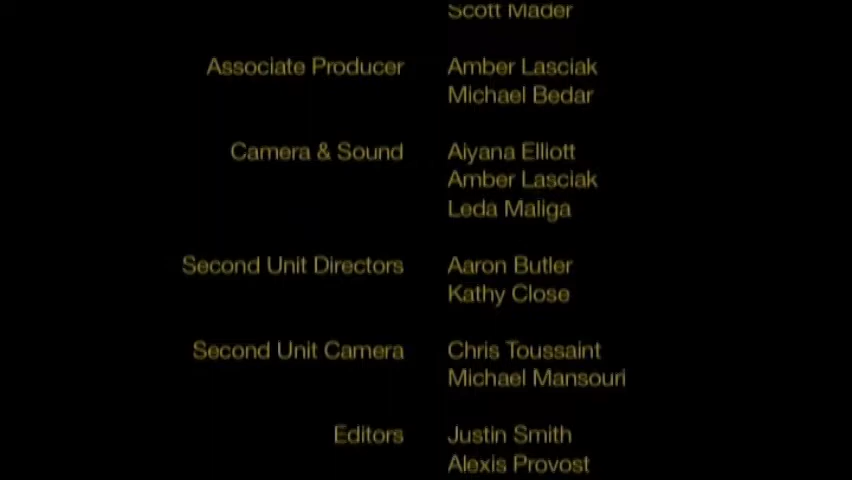 Scott Mader
Associate Producer Amber Lasciak
Michael Bedar
Camera & Sound Aiyana Elliott
Amber Lasciak
Leda Maliga
Second Unit Directors Aaron Butler
Kathy Close
Second Unit Camera Chris Toussaint
Michael Mansouri
Editors Justin Smith
Alexis Provost